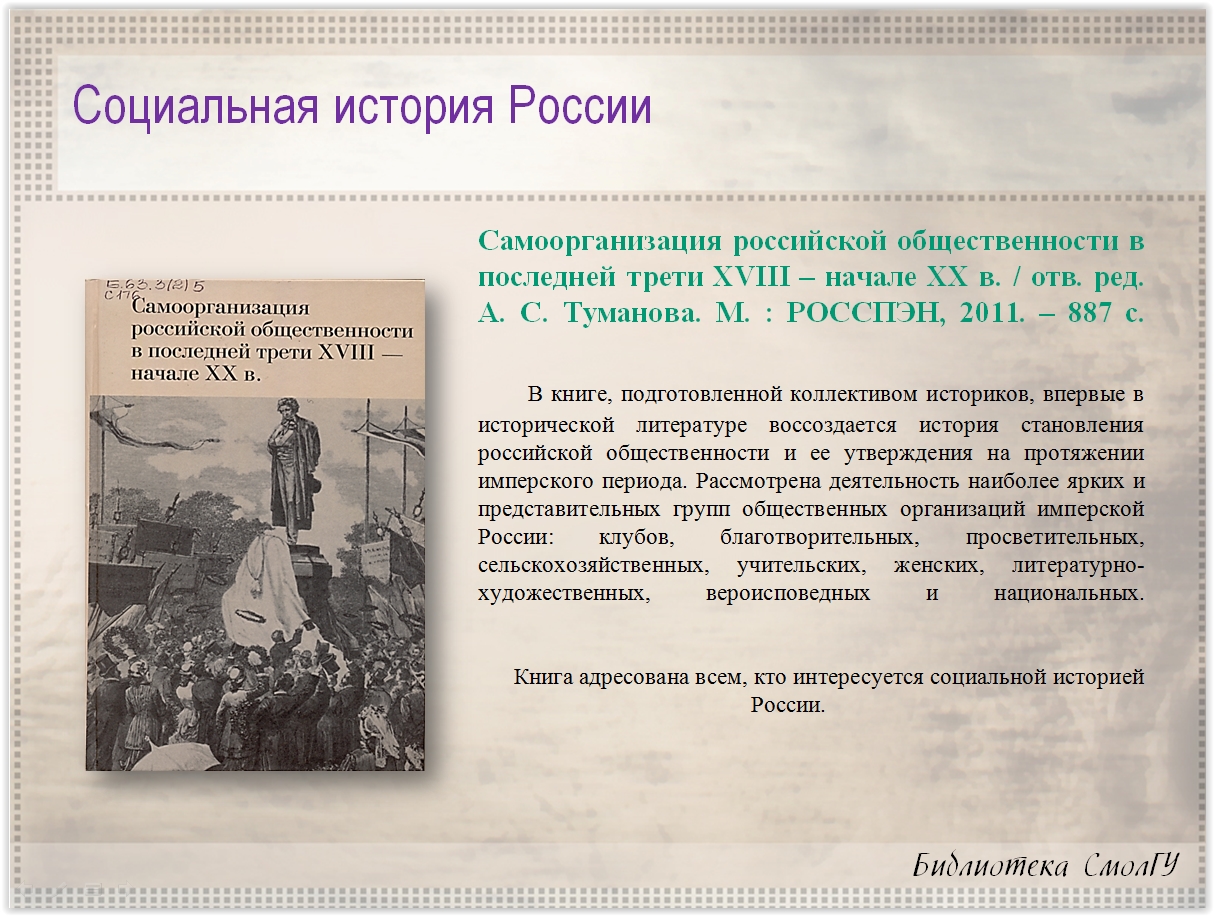 Социальная история России
Самоорганизация российской общественности в
последней трети XVIII – начале XX в. / отв. ред.
А. С. Туманова. М. : РОССПЭН, 2011. – 887 с.
Е.63.3(2)5
С176
Самоорганизация
российской общественности
в последней трети XVIII —
начале XX в.
В книге, подготовленной коллективом историков, впервые в
исторической литературе воссоздается история становления
российской общественности и ее утверждения на протяжении
имперского периода. Рассмотрена деятельность наиболее ярких и
представительных групп общественных организаций имперской
России: клубов, благотворительных, просветительных,
сельскохозяйственных, учительских, женских, литературно-
художественных, вероисповедных и национальных.
Книга адресована всем, кто интересуется социальной историей
России.
Библиотека СмолГУ